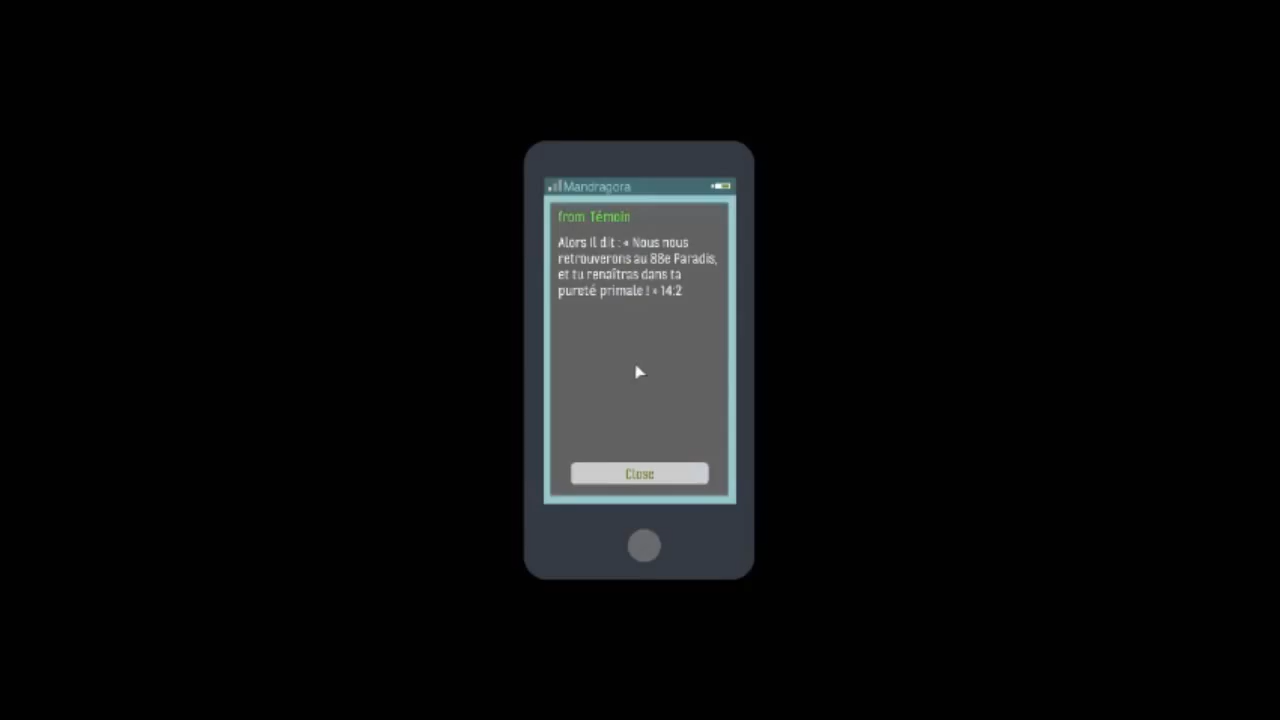 Mandragora
from Témoin
Alors Il dit : « Nous nous
retrouverons au 88e Paradis,
et tu renaîtras dans ta
pureté primale ! « 14:2
Close